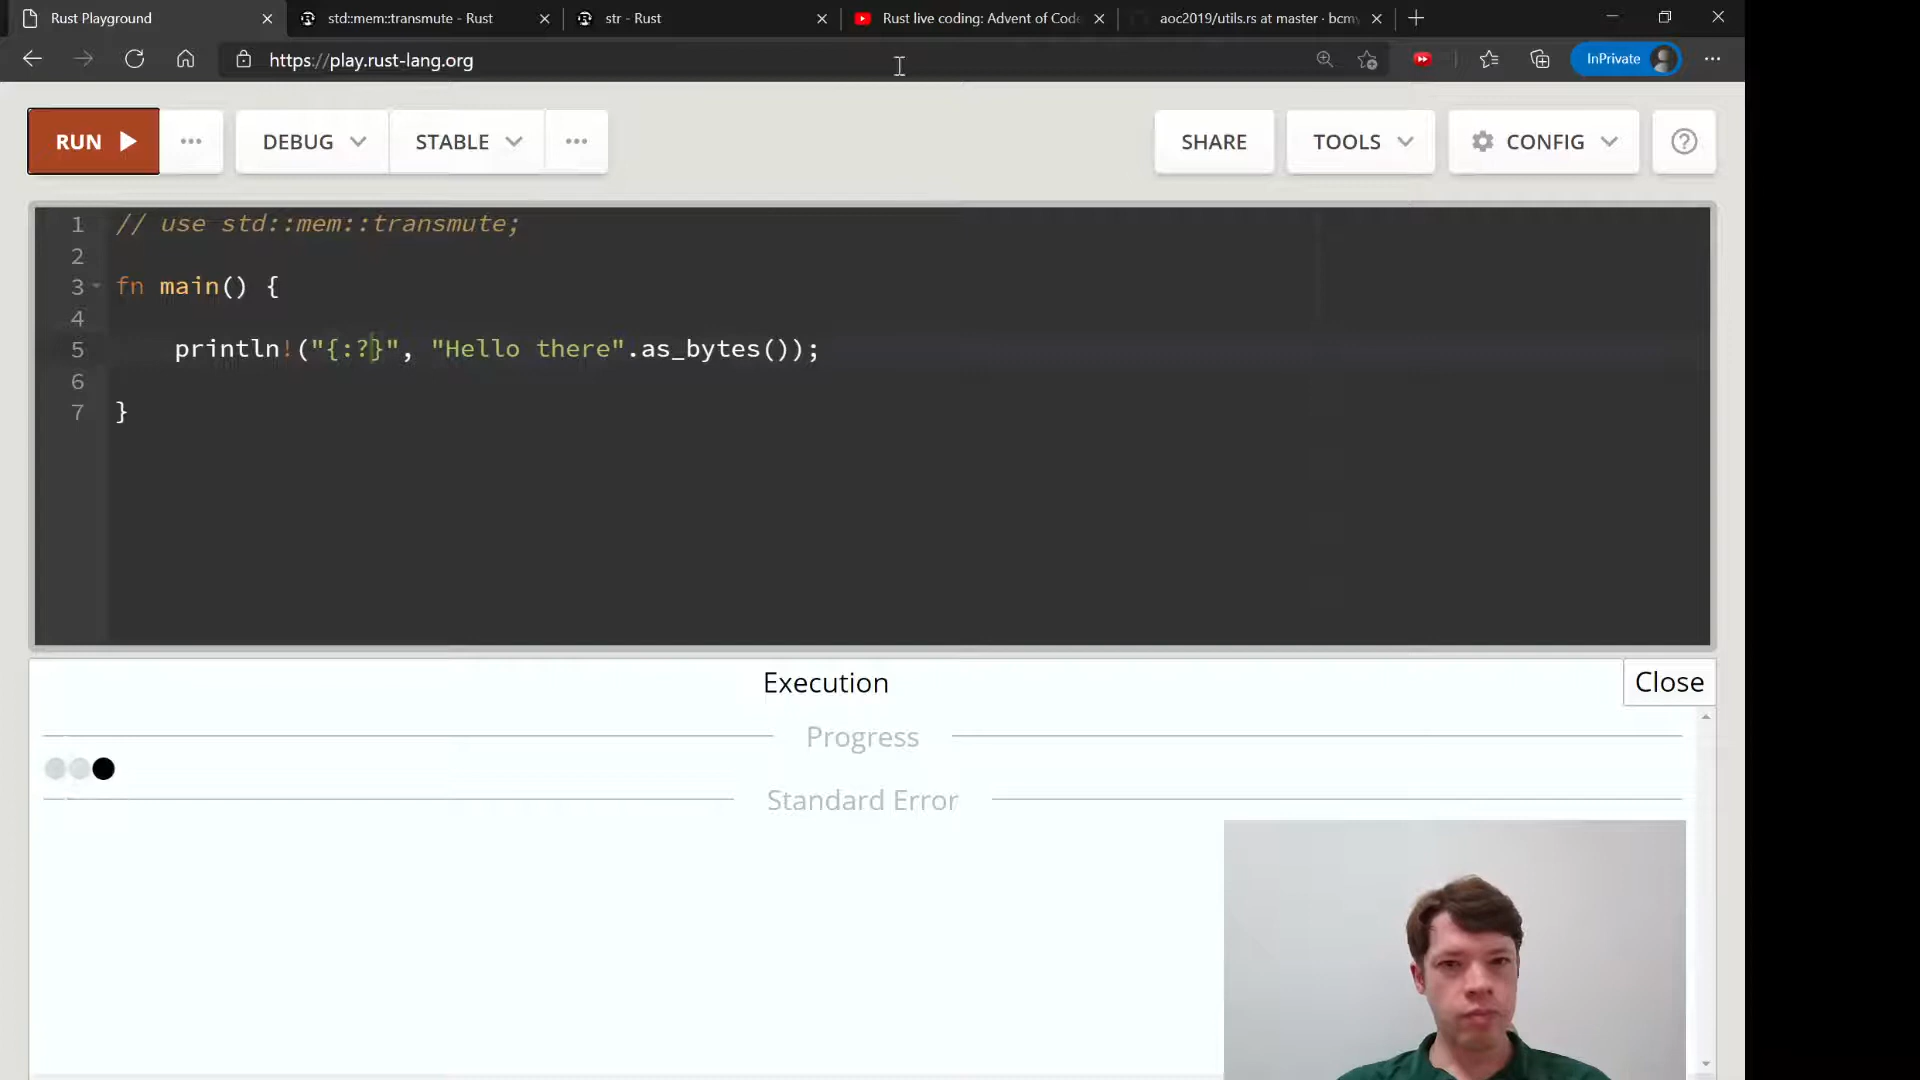 Rust Playground
std::mem::transmute - Rust
str - Rust
Rust live coding: Advent of Code
aoc2019/utils.rs at master · bcmy
https://play.rust-lang.org
InPrivate
RUN
DEBUG
STABLE
SHARE
TOOLS
CONFIG
1 // use std::mem::transmute;
2
3 fn main() {
4
5 println!("{:?}", "Hello there".as_bytes());
6
7 }
Execution
Close
Progress
Standard Error